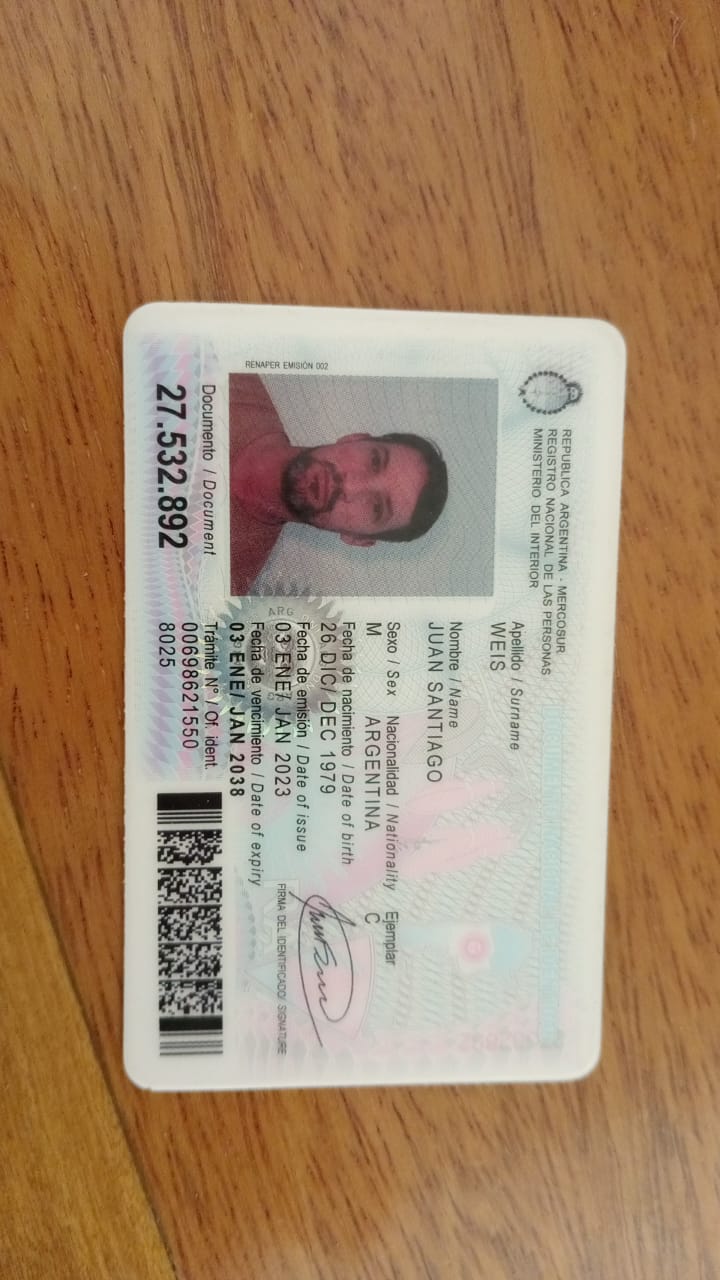 REPUBLICA ARGENTINA - MERCOSUR
REGISTRO NACIONAL DE LAS PERSONAS
MINISTERIO DEL INTERIOR
RENAPER EMISIÓN 002
Apellido / Surname
WEIS
Nombre / Name
JUAN SANTIAGO
Sexo / Sex Nacionalidad / Nationality Ejemplar
M ARGENTINA C
Fecha de nacimiento / Date of birth
26 DIC/ DEC 1979
Fecha de emisión / Date of issue
03 ENE/ JAN 2023
Fecha de vencimiento / Date of expiry
03 ENE/ JAN 2038
FIRMA DEL IDENTIFICADO/ SIGNATURE
ARG
Documento / Document
27.532.892
Trámite N° / Of. ident.
00698621550
8025